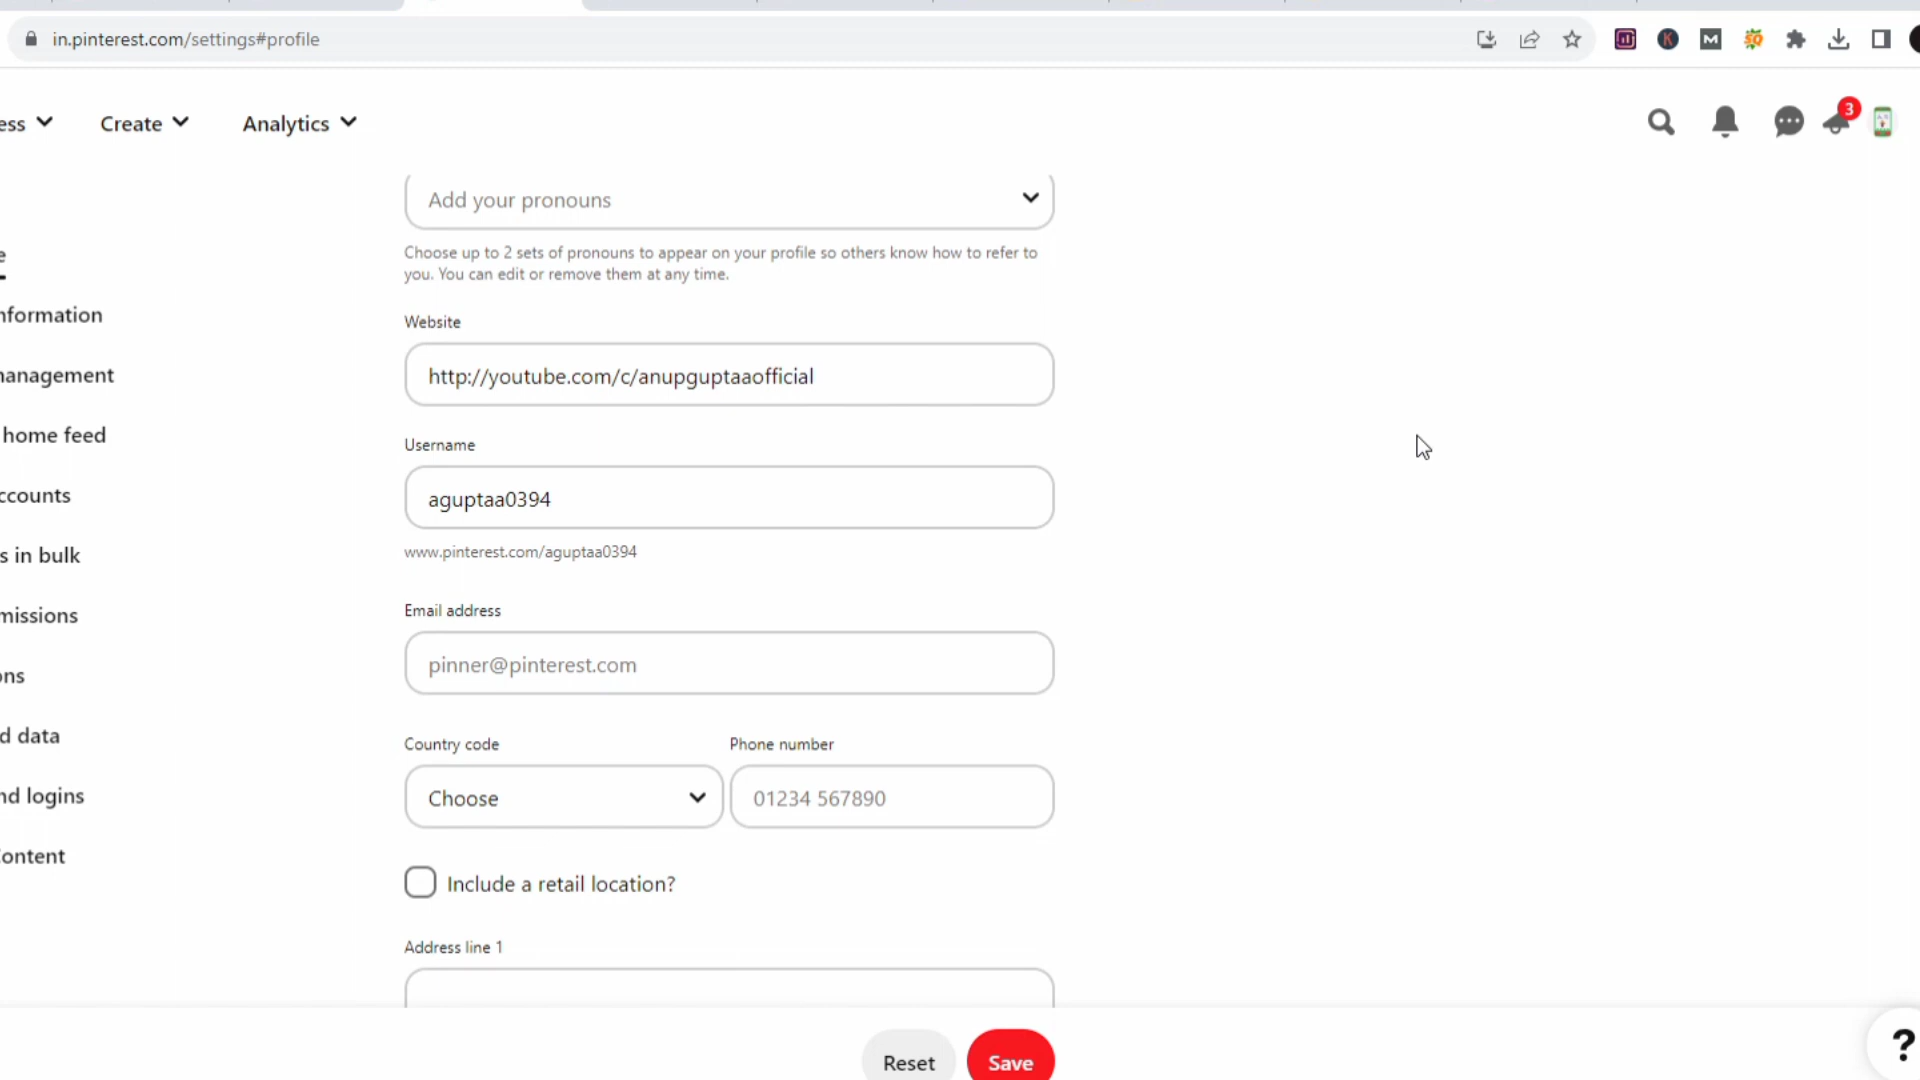 in.pinterest.com/settings#profile
ess Create Analytics
3
Add your pronouns
Choose up to 2 sets of pronouns to appear on your profile so others know how to refer to
you. You can edit or remove them at any time.
e
nformation
nanagement
home feed
ccounts
s in bulk
missions
ons
d data
nd logins
Content
Website
http://youtube.com/c/anupguptaaofficial
Username
aguptaa0394
www.pinterest.com/aguptaa0394
Email address
pinner@pinterest.com
Country code Phone number
Choose 01234 567890
Include a retail location?
Address line 1
Reset Save
?